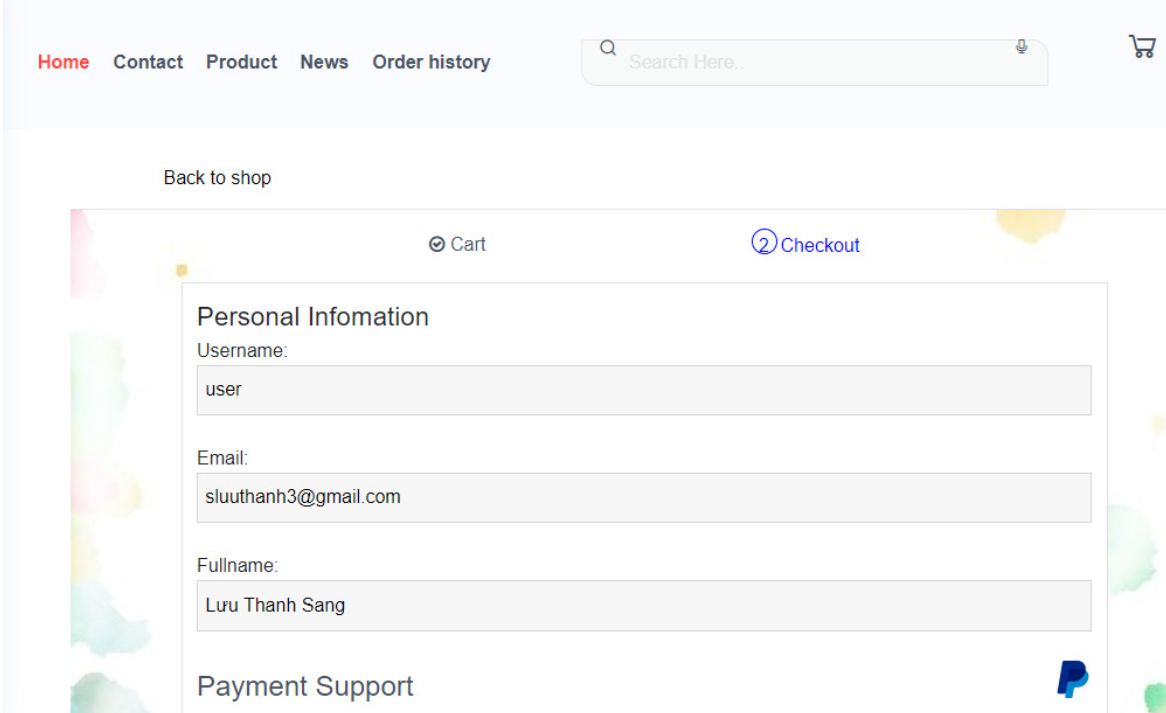 Home Contact Product News Order history
Search Here..
Back to shop
Cart
2 Checkout
Personal Infomation
Username:
user
Email:
sluuthanh3@gmail.com
Fullname:
Lưu Thanh Sang
Payment Support